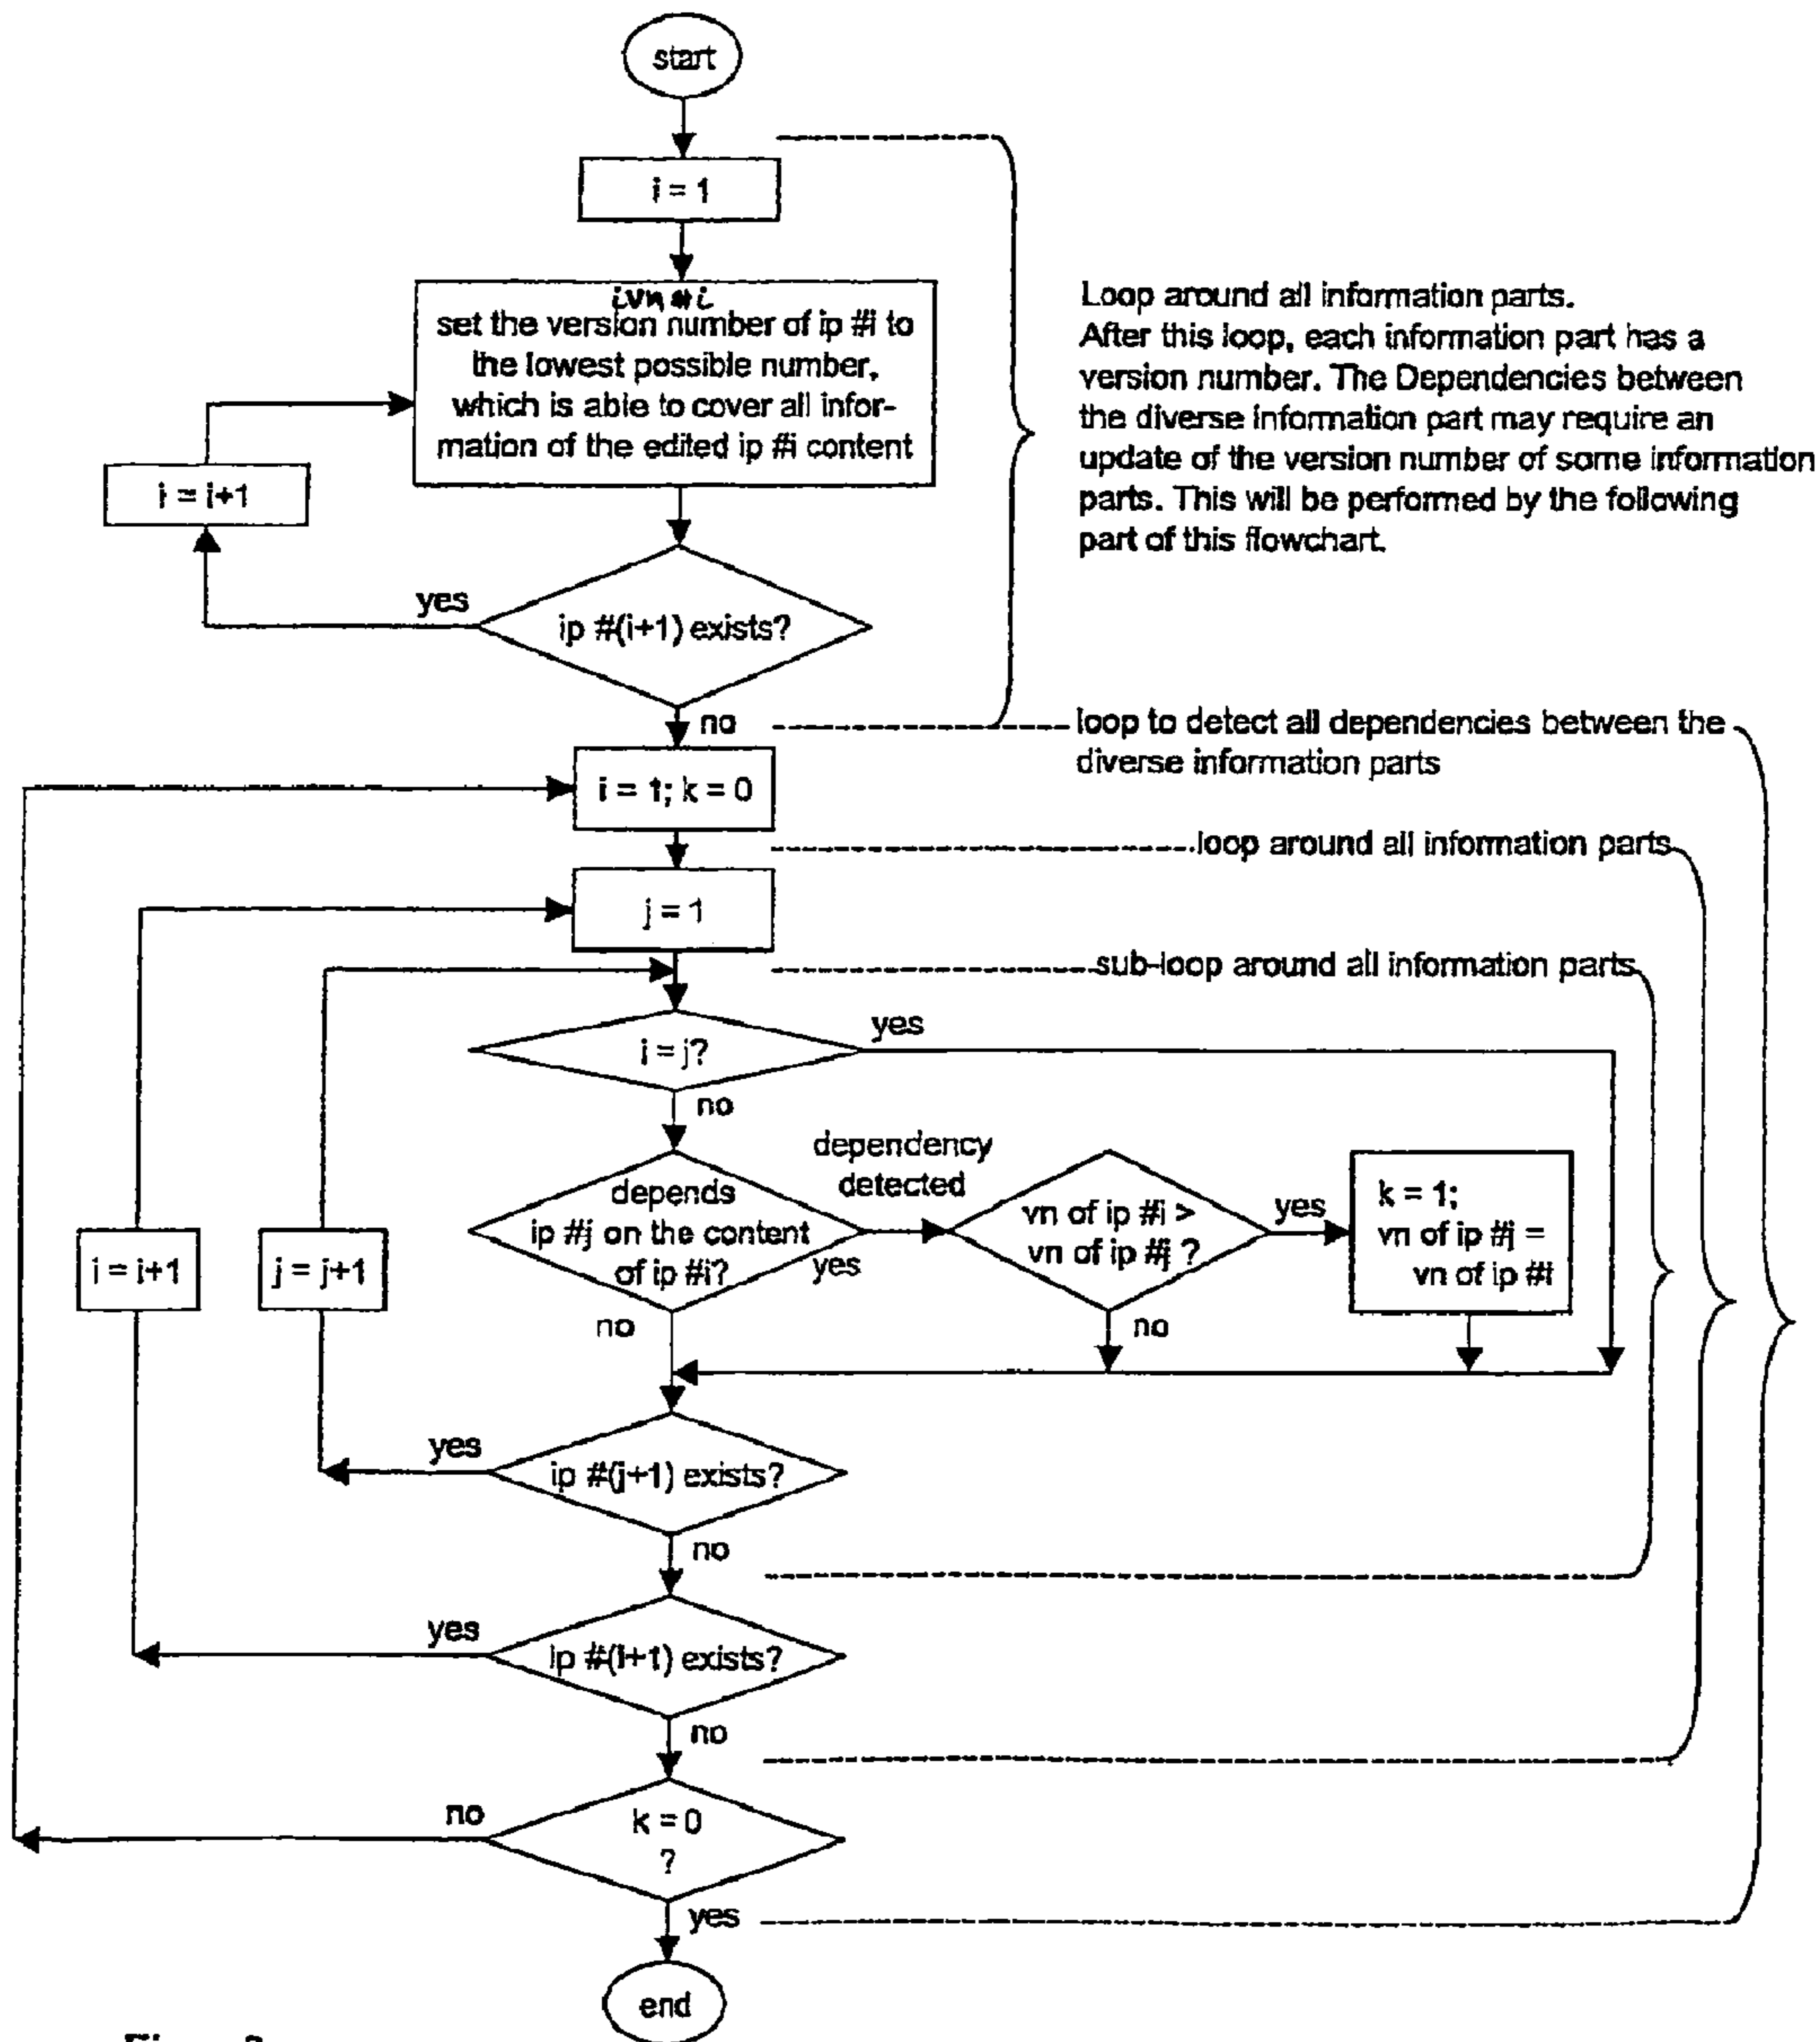 start
i = 1
ivn#i
set the version number of ip #i to
the lowest possible number,
which is able to cover all infor-
mation of the edited ip #i content
i = i+1
yes
ip #(i+1) exists?
no
Loop around all information parts.
After this loop, each information part has a
version number. The Dependencies between
the diverse information part may require an
update of the version number of some information
parts. This will be performed by the following
part of this flowchart.
loop to detect all dependencies between the
diverse information parts
i = 1; k = 0
loop around all information parts
j = 1
sub-loop around all information parts
i = j?
yes
no
depends
ip #j on the content
of ip #i?
dependency
detected
yes
no
vn of ip #i >
vn of ip #j ?
yes
no
k = 1;
vn of ip #j =
vn of ip #i
i = i+1
j = j+1
yes
ip #(j+1) exists?
no
yes
ip #(i+1) exists?
no
no
k = 0
?
yes
end